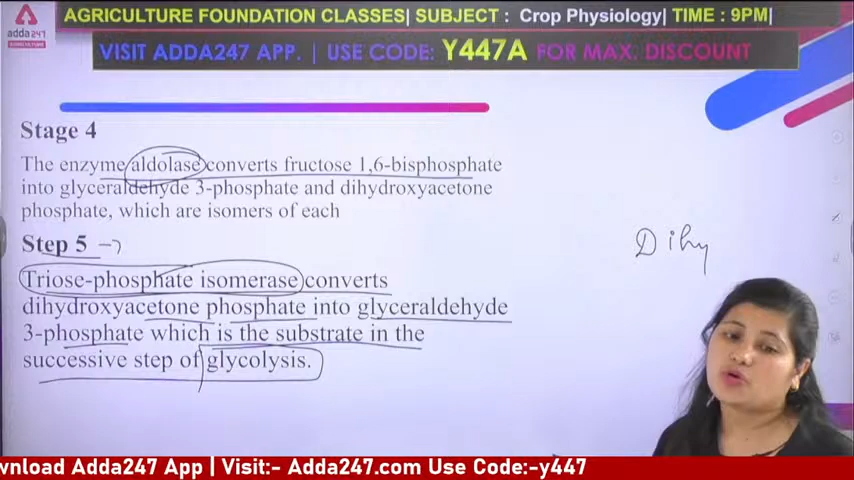 AGRICULTURE FOUNDATION CLASSES| SUBJECT : Crop Physiology| TIME : 9PM|
adda247
VISIT ADDA247 APP. | USE CODE: Y447A FOR MAX. DISCOUNT
Stage 4
The enzyme aldolase converts fructose 1,6-bisphosphate
into glyceraldehyde 3-phosphate and dihydroxyacetone
phosphate, which are isomers of each
Step 5
Dihy
Triose-phosphate isomerase converts
dihydroxyacetone phosphate into glyceraldehyde
3-phosphate which is the substrate in the
successive step of glycolysis.
wnload Adda247 App | Visit:- Adda247.com Use Code:-y447